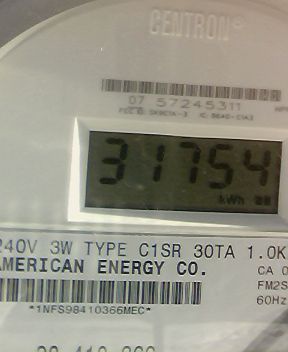 CENTRON®
07 57245311
31754
kWh
240V 3W TYPE C1SR 30TA 1.0K
AMERICAN ENERGY CO.
CA 0
FM2S
*1NFS98410366MEC*
60Hz